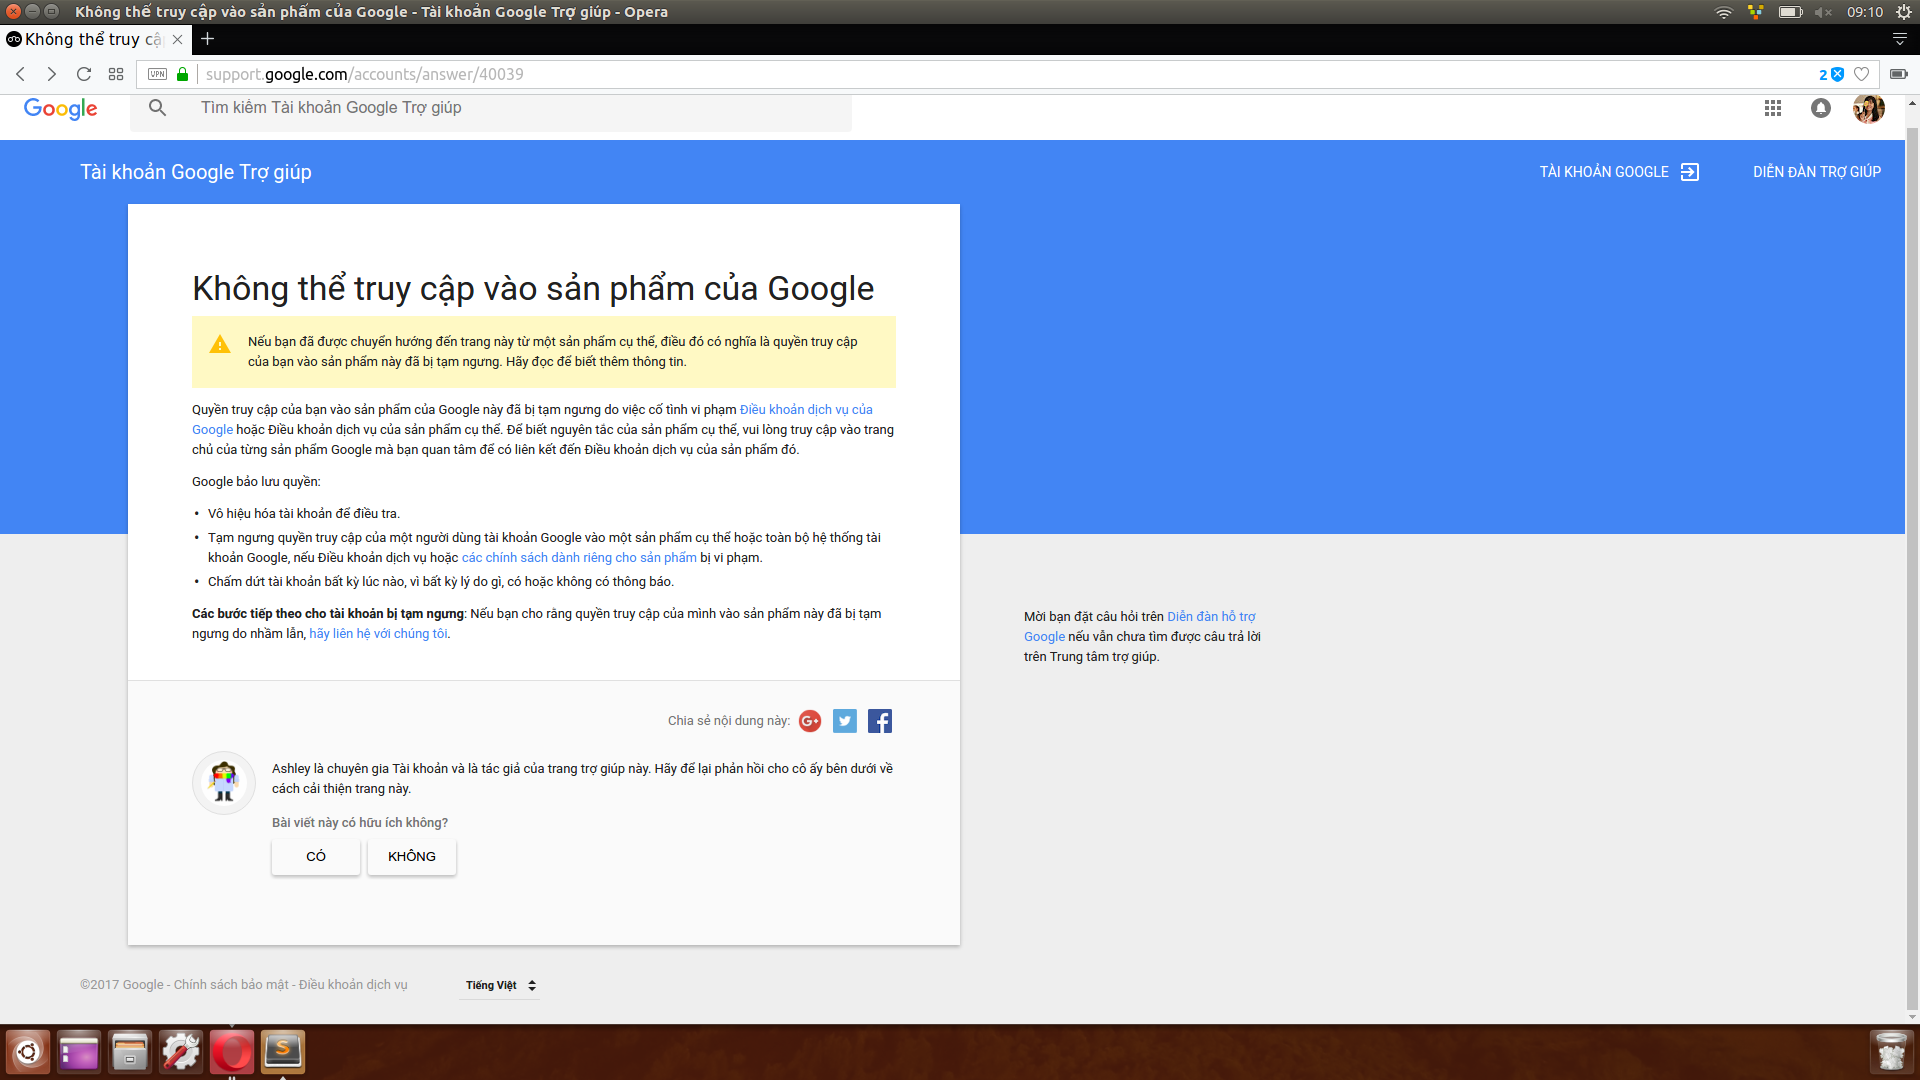 Không thể truy cập vào sản phẩm của Google - Tài khoản Google Trợ giúp - Opera
09:10
Không thể truy cậ
VPN
support.google.com/accounts/answer/40039
2
Google
Tìm kiếm Tài khoản Google Trợ giúp
Tài khoản Google Trợ giúp
TÀI KHOẢN GOOGLE
DIỄN ĐÀN TRỢ GIÚP
Không thể truy cập vào sản phẩm của Google
Nếu bạn đã được chuyển hướng đến trang này từ một sản phẩm cụ thể, điều đó có nghĩa là quyền truy cập
của bạn vào sản phẩm này đã bị tạm ngưng. Hãy đọc để biết thêm thông tin.
Quyền truy cập của bạn vào sản phẩm của Google này đã bị tạm ngưng do việc cố tình vi phạm Điều khoản dịch vụ của
Google hoặc Điều khoản dịch vụ của sản phẩm cụ thể. Để biết nguyên tắc của sản phẩm cụ thể, vui lòng truy cập vào trang
chủ của từng sản phẩm Google mà bạn quan tâm để có liên kết đến Điều khoản dịch vụ của sản phẩm đó.
Google bảo lưu quyền:
• Vô hiệu hóa tài khoản để điều tra.
• Tạm ngưng quyền truy cập của một người dùng tài khoản Google vào một sản phẩm cụ thể hoặc toàn bộ hệ thống tài
khoản Google, nếu Điều khoản dịch vụ hoặc các chính sách dành riêng cho sản phẩm bị vi phạm.
• Chấm dứt tài khoản bất kỳ lúc nào, vì bất kỳ lý do gì, có hoặc không có thông báo.
Các bước tiếp theo cho tài khoản bị tạm ngưng: Nếu bạn cho rằng quyền truy cập của mình vào sản phẩm này đã bị tạm
ngưng do nhầm lẫn, hãy liên hệ với chúng tôi.
Mời bạn đặt câu hỏi trên Diễn đàn hỗ trợ
Google nếu vẫn chưa tìm được câu trả lời
trên Trung tâm trợ giúp.
Chia sẻ nội dung này:
G+
Ashley là chuyên gia Tài khoản và là tác giả của trang trợ giúp này. Hãy để lại phản hồi cho cô ấy bên dưới về
cách cải thiện trang này.
Bài viết này có hữu ích không?
CÓ
KHÔNG
©2017 Google - Chính sách bảo mật - Điều khoản dịch vụ
Tiếng Việt
S